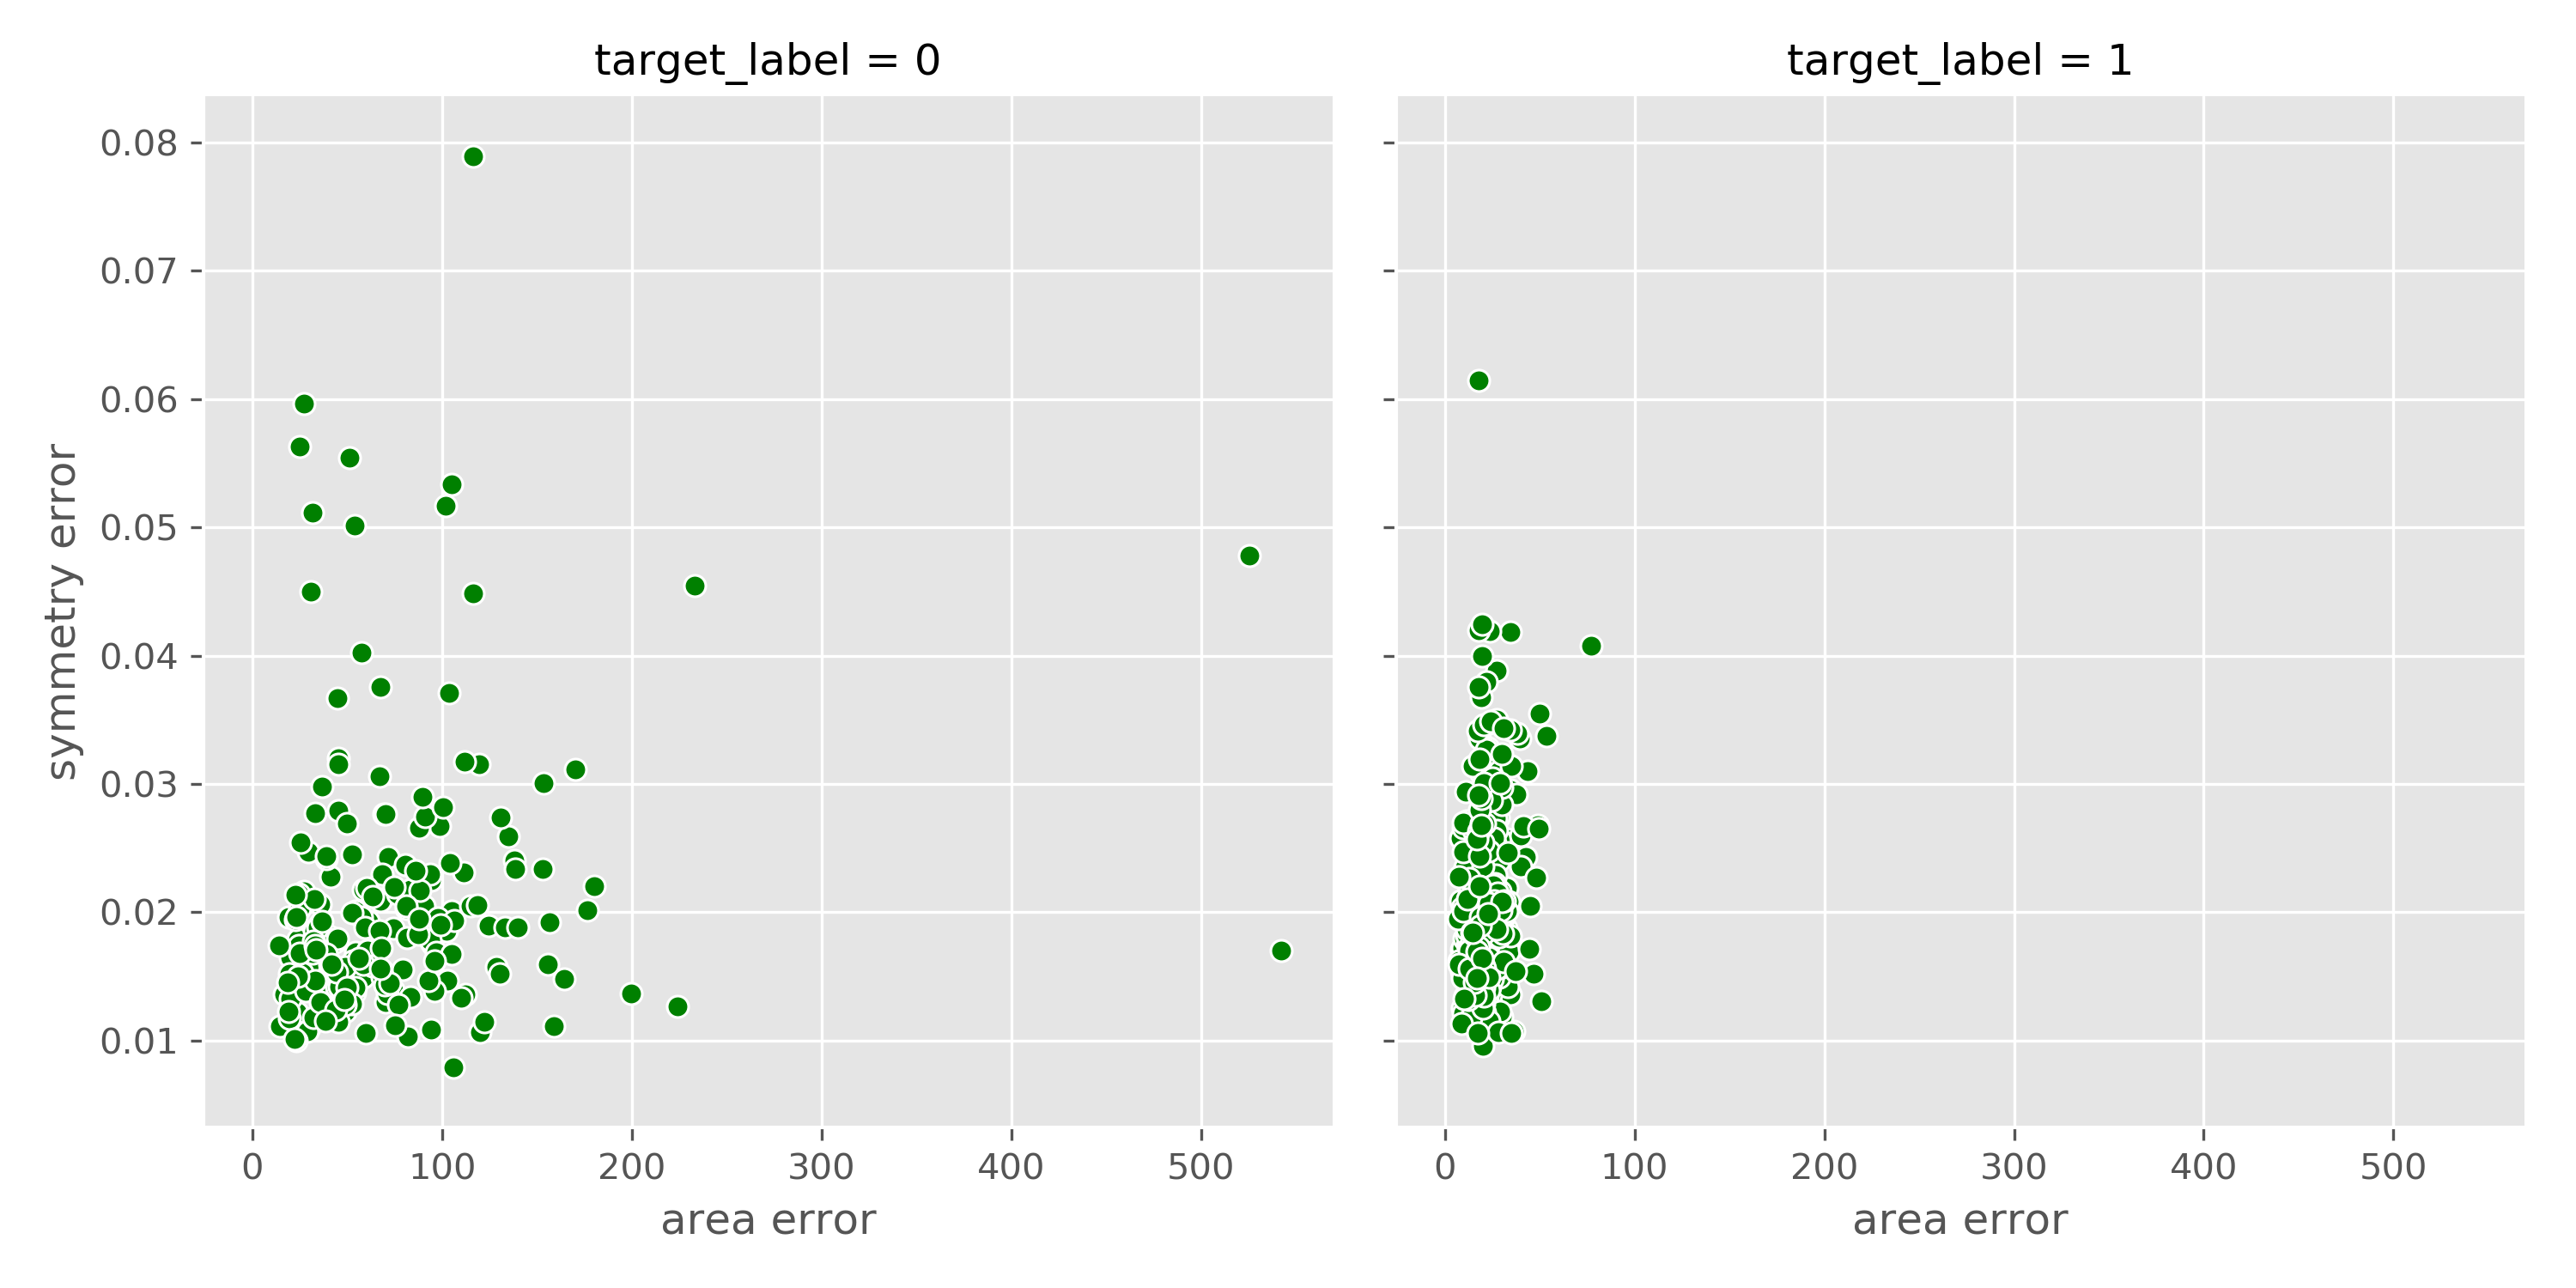 target_label = 0
target_label = 1
0.08
0.07
0.06
0.05
0.04
0.03
0.02
0.01
symmetry error
0 100 200 300 400 500
0 100 200 300 400 500
area error
area error